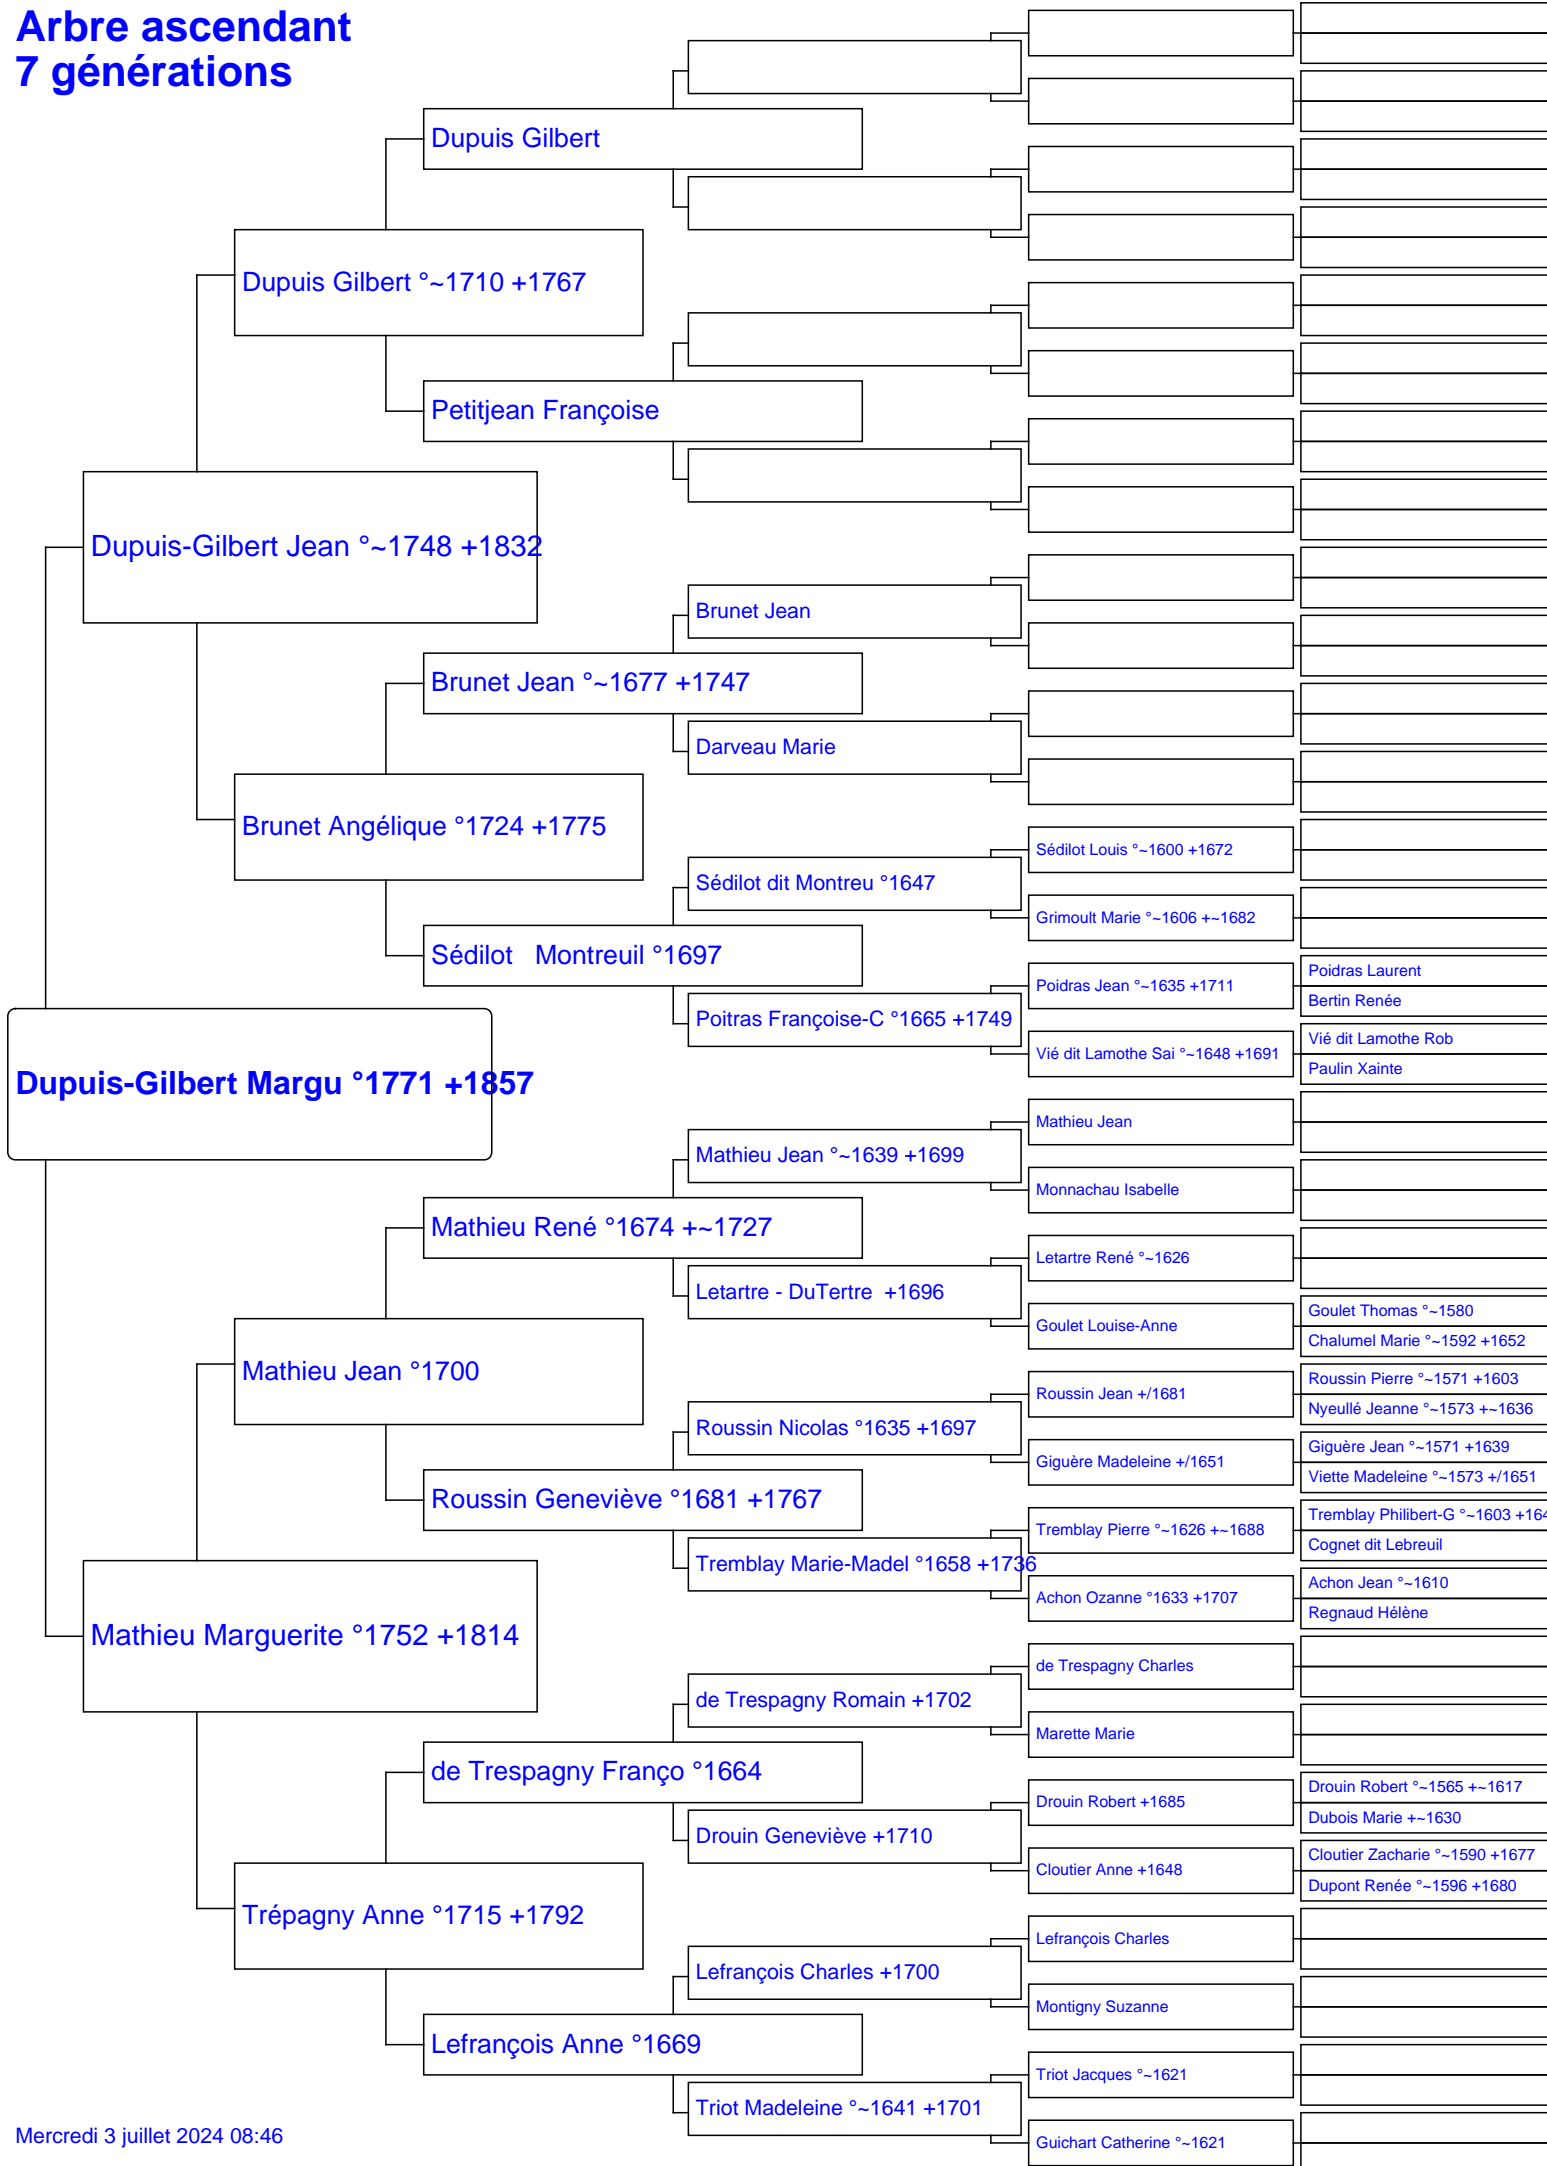 Arbre ascendant
7 générations
Dupuis Gilbert
Dupuis Gilbert °~1710 +1767
Petitjean Françoise
Dupuis-Gilbert Jean °~1748 +1832
Brunet Jean
Brunet Jean °~1677 +1747
Darveau Marie
Brunet Angélique °1724 +1775
Sédilot Louis °~1600 +1672
Sédilot dit Montreu °1647
Grimoult Marie °~1606 +~1682
Sédilot   Montreuil °1697
Poidras Laurent
Poidras Jean °~1635 +1711
Bertin Renée
Poitras Françoise-C °1665 +1749
Vié dit Lamothe Rob
Vié dit Lamothe Sai °~1648 +1691
Paulin Xainte
Dupuis-Gilbert Margu °1771 +1857
Mathieu Jean
Mathieu Jean °~1639 +1699
Monnachau Isabelle
Mathieu René °1674 +~1727
Letartre René °~1626
Letartre - DuTertre  +1696
Goulet Thomas °~1580
Goulet Louise-Anne
Chalumel Marie °~1592 +1652
Mathieu Jean °1700
Roussin Pierre °~1571 +1603
Roussin Jean +/1681
Nyeullé Jeanne °~1573 +~1636
Roussin Nicolas °1635 +1697
Giguère Jean °~1571 +1639
Giguère Madeleine +/1651
Viette Madeleine °~1573 +/1651
Roussin Geneviève °1681 +1767
Tremblay Philibert-G °~1603 +164
Tremblay Pierre °~1626 +~1688
Cognet dit Lebreuil
Tremblay Marie-Madel °1658 +1736
Achon Jean °~1610
Achon Ozanne °1633 +1707
Regnaud Hélène
Mathieu Marguerite °1752 +1814
de Trespagny Charles
de Trespagny Romain +1702
Marette Marie
de Trespagny Franço °1664
Drouin Robert °~1565 +~1617
Drouin Robert +1685
Dubois Marie +~1630
Drouin Geneviève +1710
Cloutier Zacharie °~1590 +1677
Cloutier Anne +1648
Dupont Renée °~1596 +1680
Trépagny Anne °1715 +1792
Lefrançois Charles
Lefrançois Charles +1700
Montigny Suzanne
Lefrançois Anne °1669
Triot Jacques °~1621
Triot Madeleine °~1641 +1701
Guichart Catherine °~1621
Mercredi 3 juillet 2024 08:46